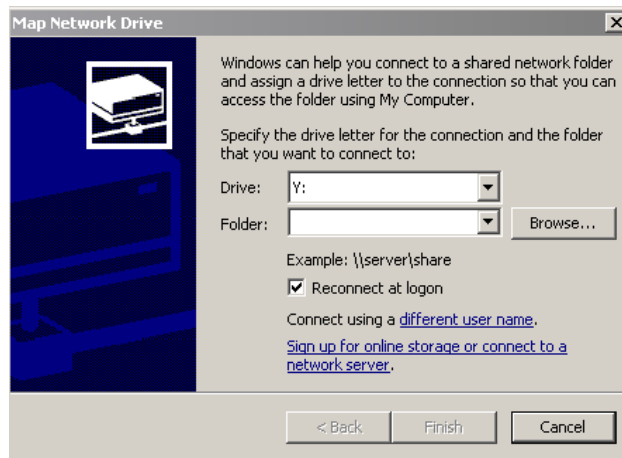 Map Network Drive
Windows can help you connect to a shared network folder
and assign a drive letter to the connection so that you can
access the folder using My Computer.
Specify the drive letter for the connection and the folder
that you want to connect to:
Drive: Y:
Folder: Browse...
Example: \\server\share
Reconnect at logon
Connect using a different user name.
Sign up for online storage or connect to a
network server.
< Back Finish Cancel